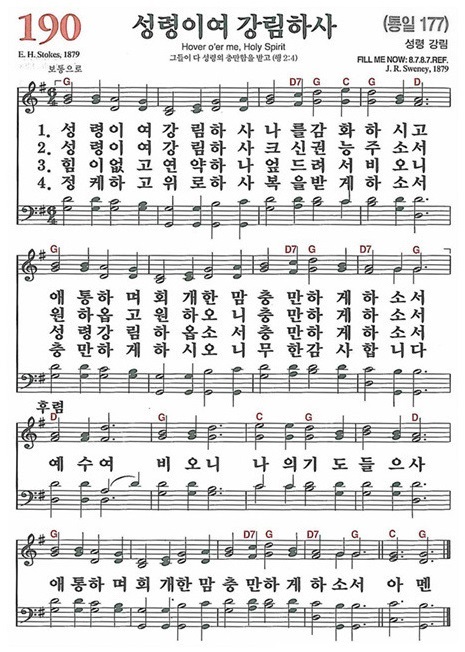 190 성령이여 강림하사 (통일 177)
Hover o'er me, Holy Spirit 성령 강림
E. H. Stokes, 1879 그들이 다 성령의 충만함을 받고 (행 2:4) FILL ME NOW: 8.7.8.7.REF.
보통으로 J. R. Sweney, 1879
G C G D7 G D
1. 성령이여강림하사나를감화하시고
2. 성령이여강림하사크신권능주소서
3. 힘이없고연약하나엎드려서비오니
4. 정케하고위로하사복을받게하소서
G C G D7 G C D7 G
애통하며회개한맘충만하게하소서
원하옵고원하오니충만하게하소서
성령강림하옵소서충만하게하소서
충만하게하시오니무한감사합니다
후렴
D G C G D
예수여 비오니 나의기도들으사
G C G D7 G D7 G C G
애통하며회개한맘충만하게하소서 아멘